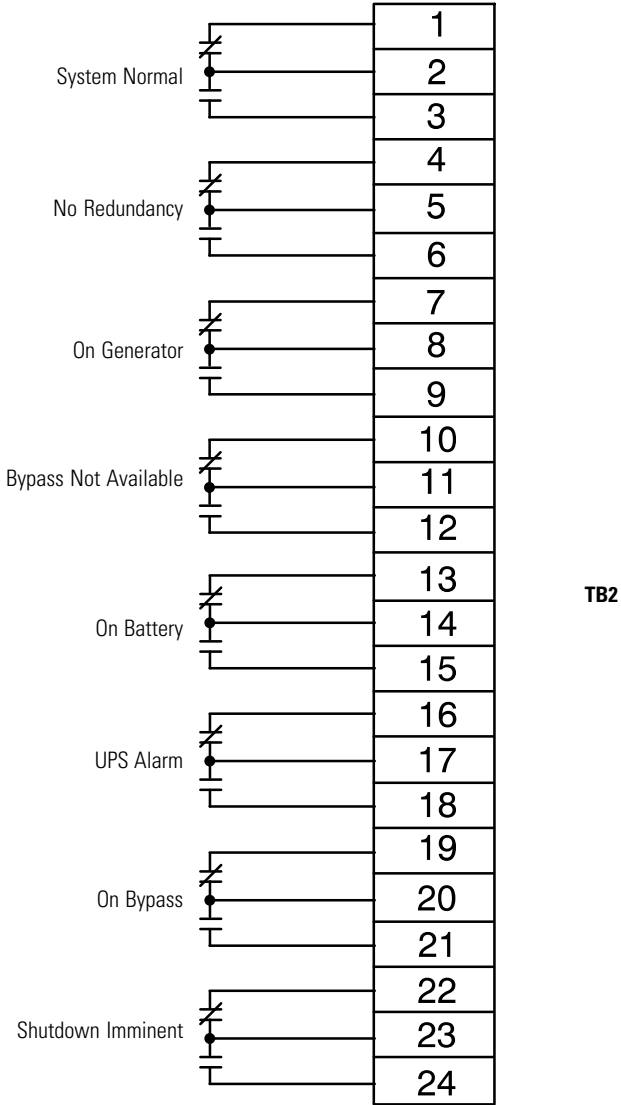 1
System Normal
2
3
4
No Redundancy
5
6
7
On Generator
8
9
10
Bypass Not Available
11
12
13
TB2
On Battery
14
15
16
UPS Alarm
17
18
19
On Bypass
20
21
22
Shutdown Imminent
23
24